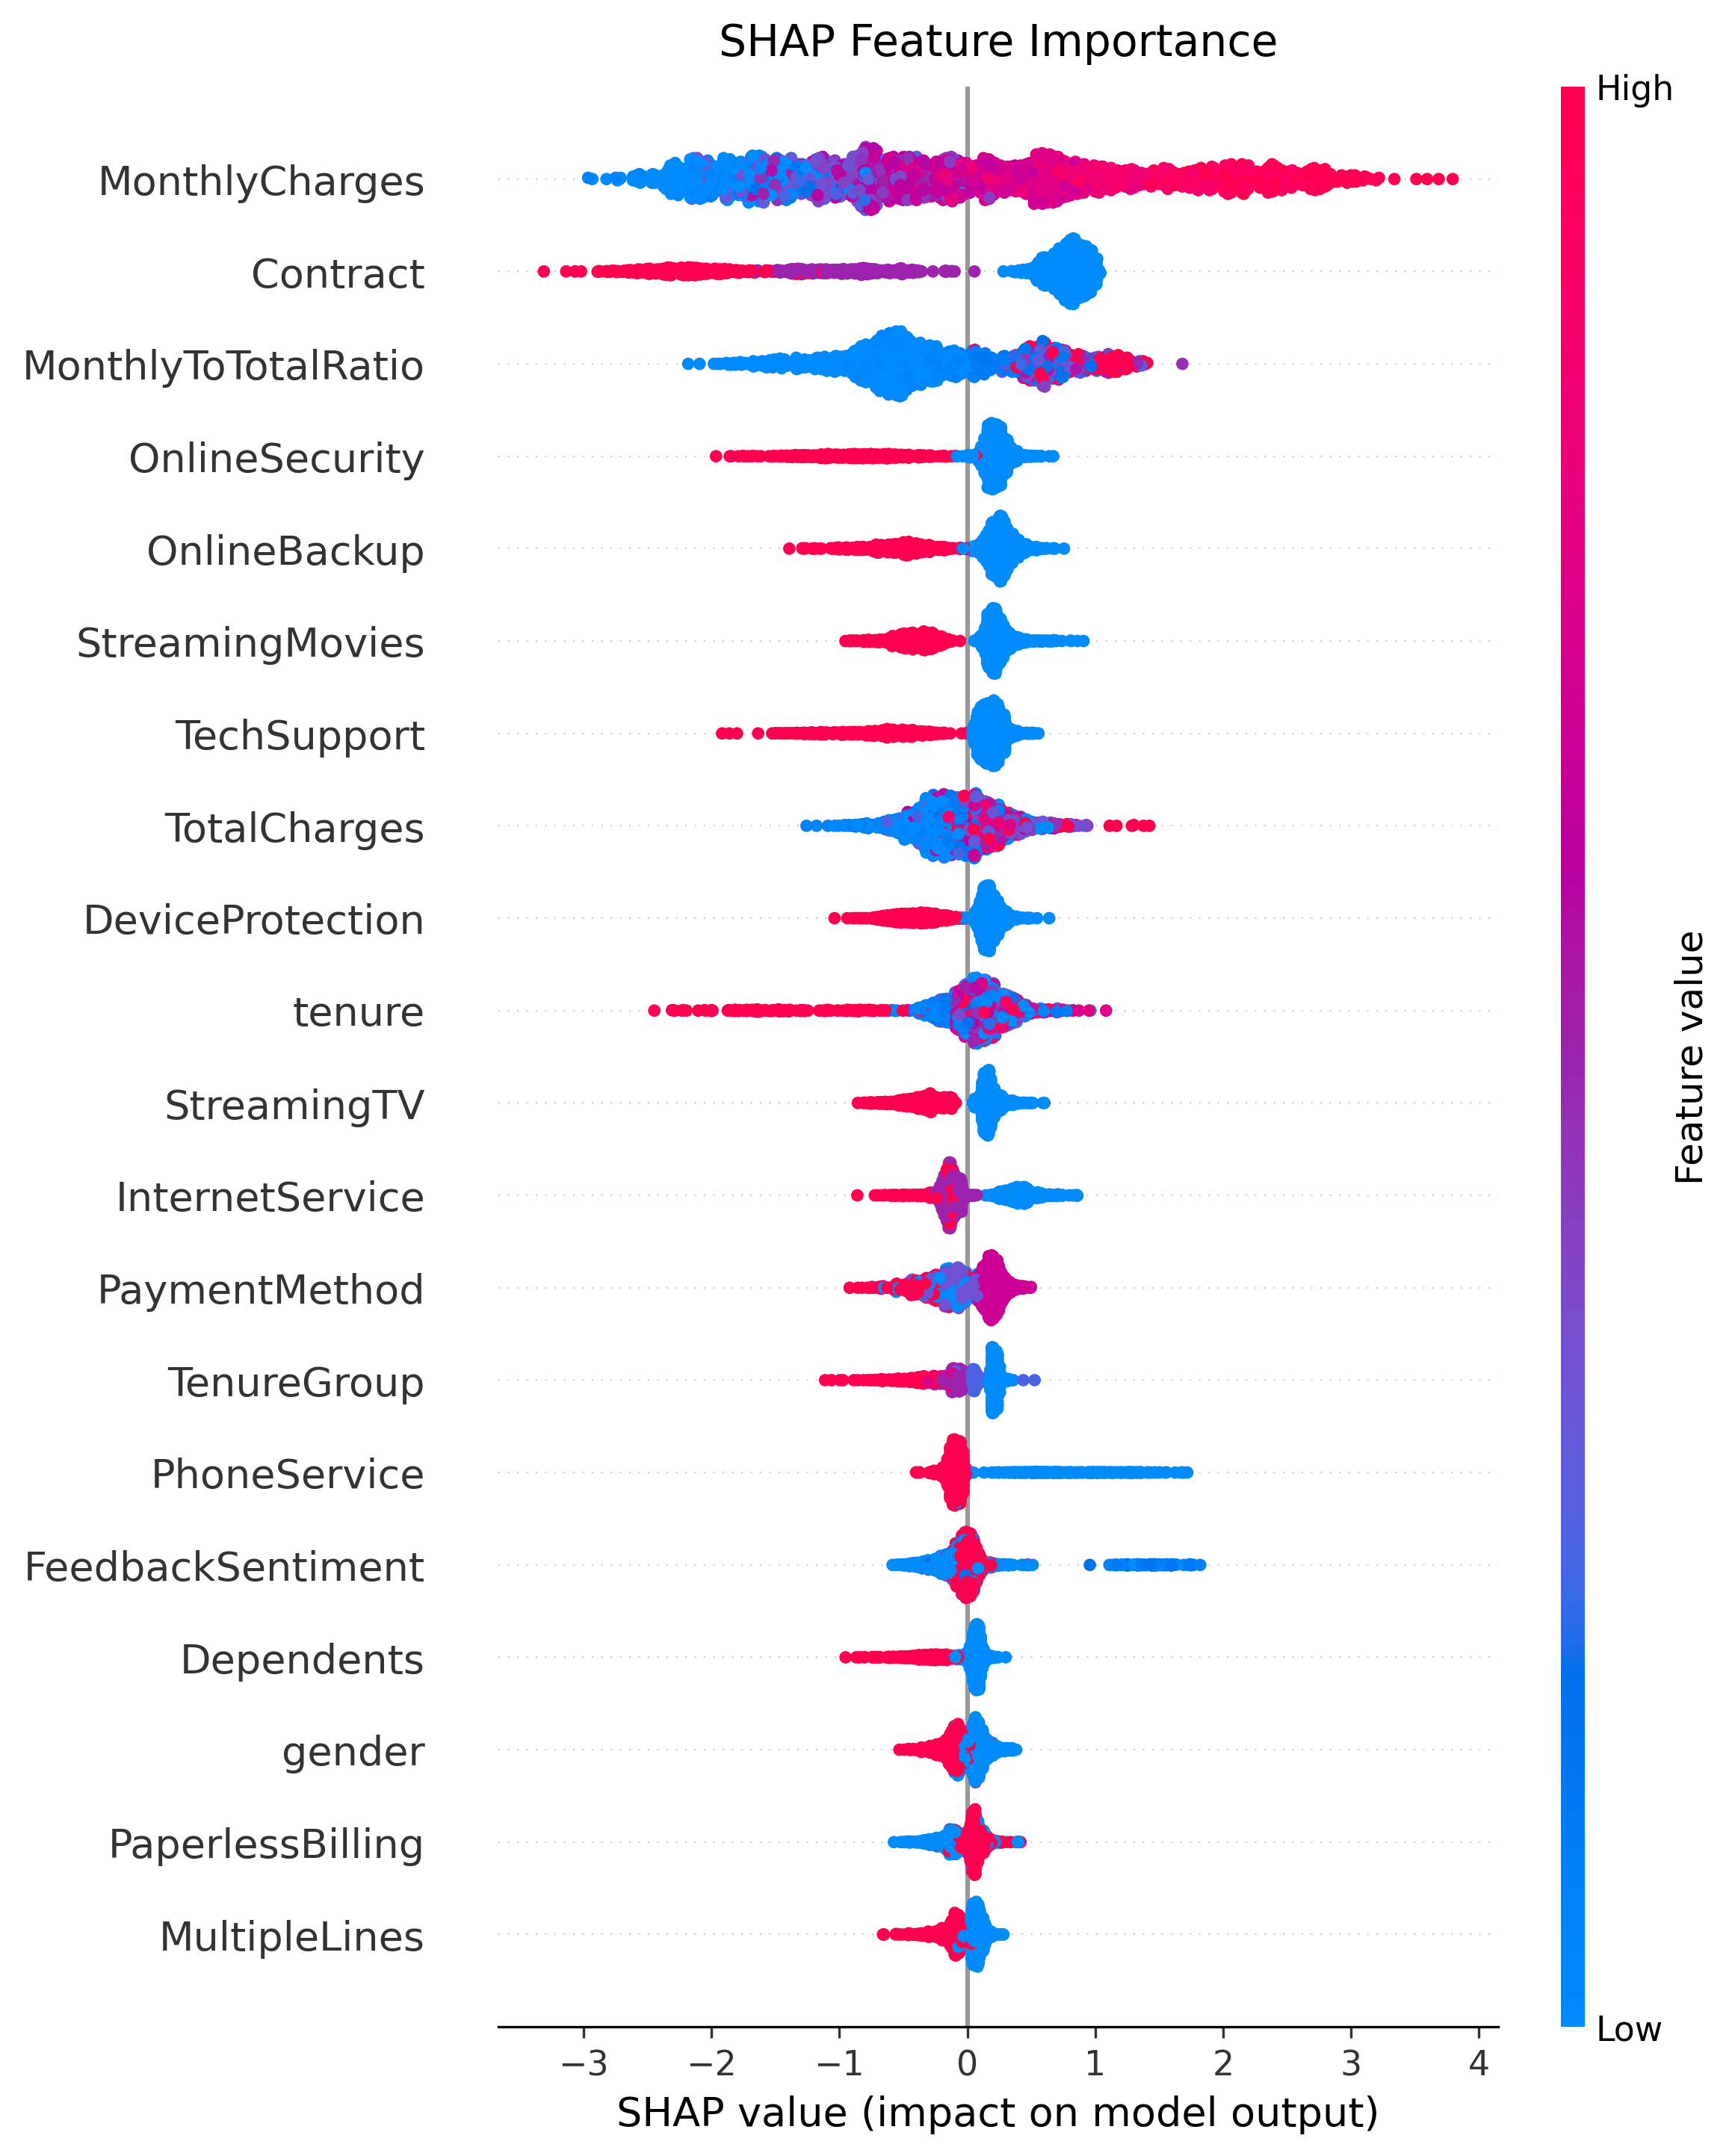 SHAP Feature Importance
High
MonthlyCharges
Contract
MonthlyToTotalRatio
OnlineSecurity
OnlineBackup
StreamingMovies
TechSupport
TotalCharges
DeviceProtection
tenure
StreamingTV
InternetService
PaymentMethod
TenureGroup
PhoneService
FeedbackSentiment
Dependents
gender
PaperlessBilling
MultipleLines
Feature value
Low
−3 −2 −1 0 1 2 3 4
SHAP value (impact on model output)